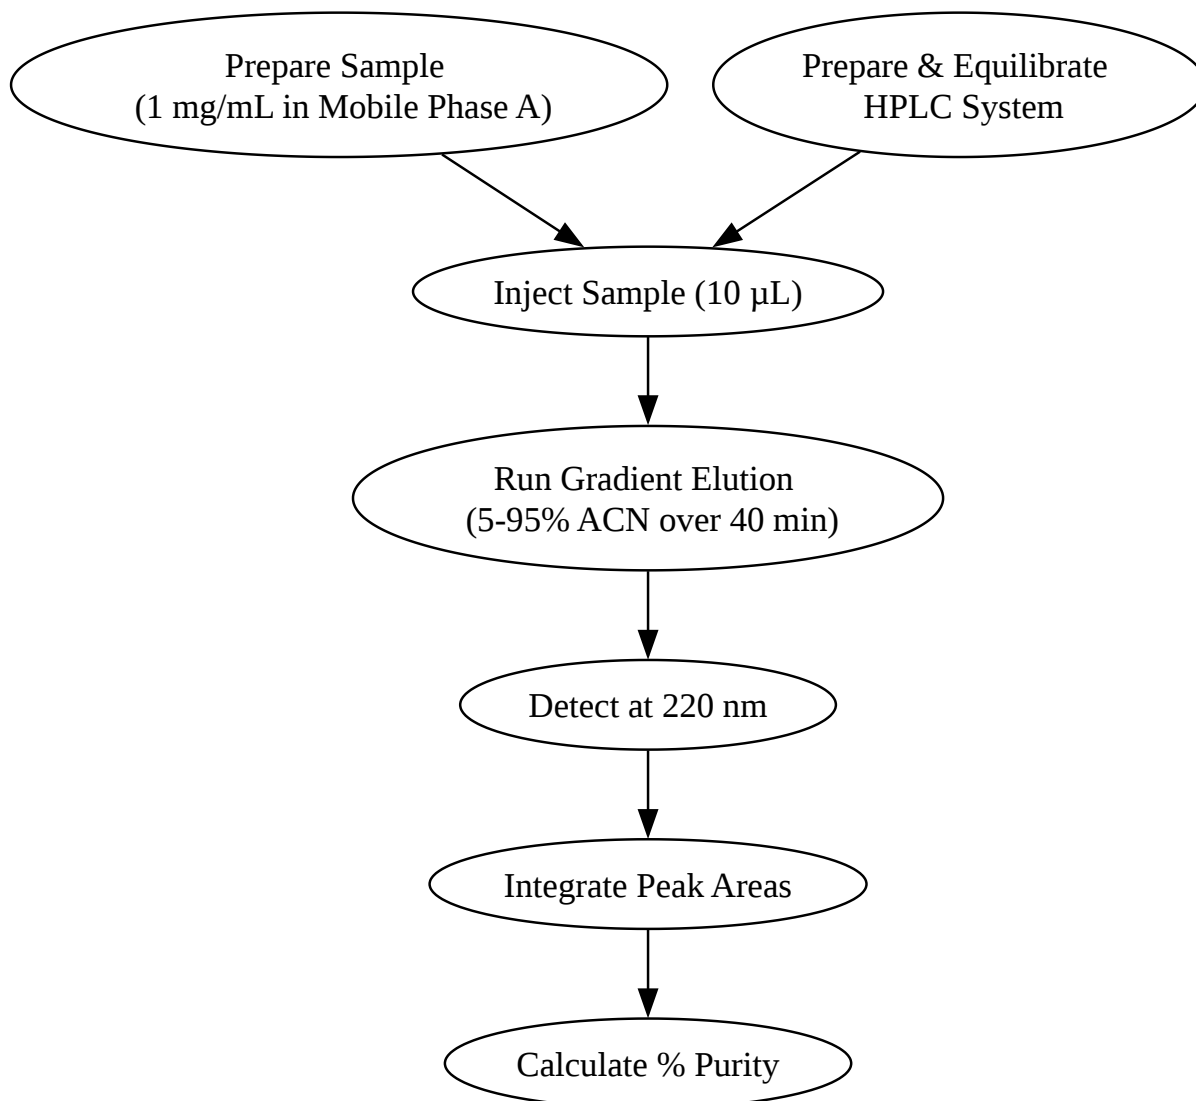 Prepare Sample
(1 mg/mL in Mobile Phase A)
Prepare & Equilibrate
HPLC System
Inject Sample (10 µL)
Run Gradient Elution
(5-95% ACN over 40 min)
Detect at 220 nm
Integrate Peak Areas
Calculate % Purity